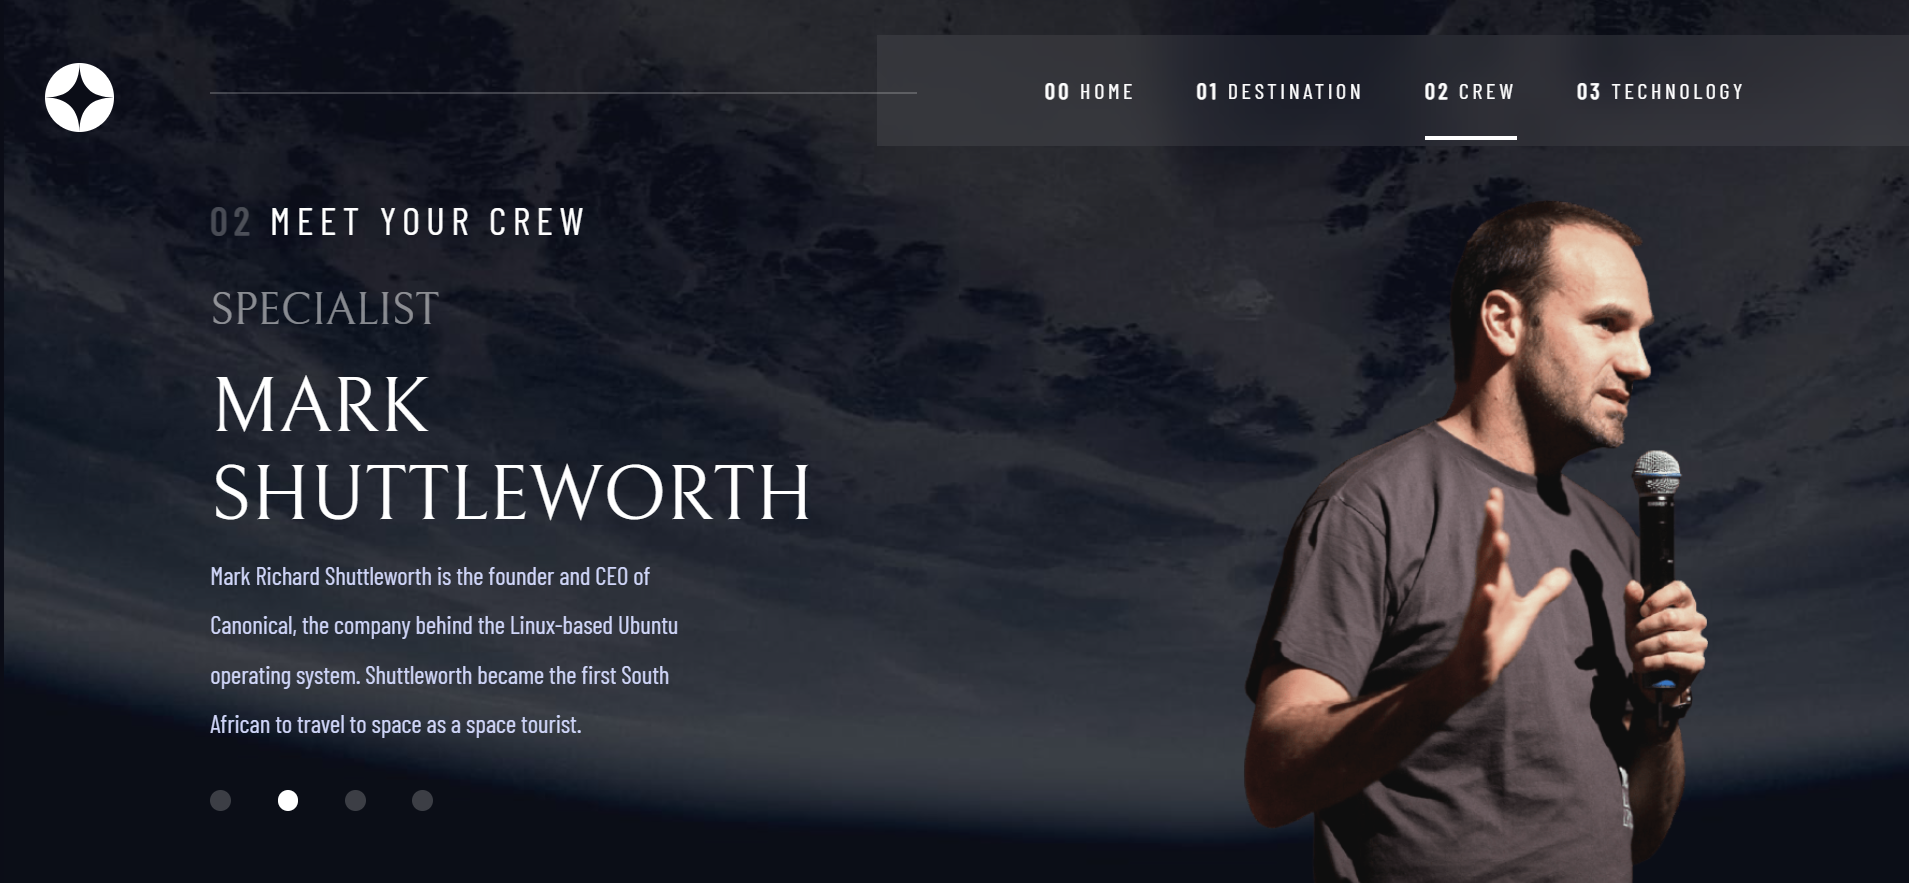 00 HOME 01 DESTINATION 02 CREW 03 TECHNOLOGY
02 MEET YOUR CREW
SPECIALIST
MARK
SHUTTLEWORTH
Mark Richard Shuttleworth is the founder and CEO of
Canonical, the company behind the Linux-based Ubuntu
operating system. Shuttleworth became the first South
African to travel to space as a space tourist.